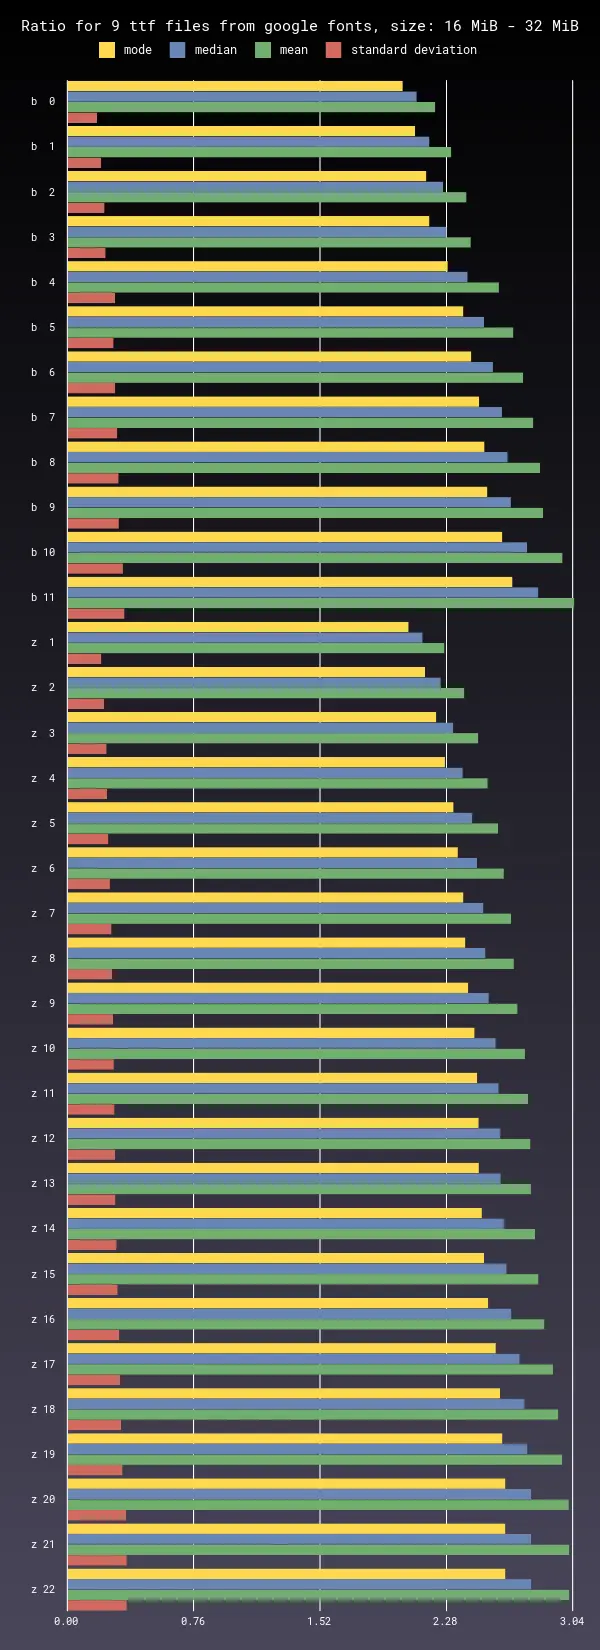 Ratio for 9 ttf files from google fonts, size: 16 MiB - 32 MiB
mode median mean standard deviation
b 0
b 1
b 2
b 3
b 4
b 5
b 6
b 7
b 8
b 9
b 10
b 11
z 1
z 2
z 3
z 4
z 5
z 6
z 7
z 8
z 9
z 10
z 11
z 12
z 13
z 14
z 15
z 16
z 17
z 18
z 19
z 20
z 21
z 22
0.00 0.76 1.52 2.28 3.04